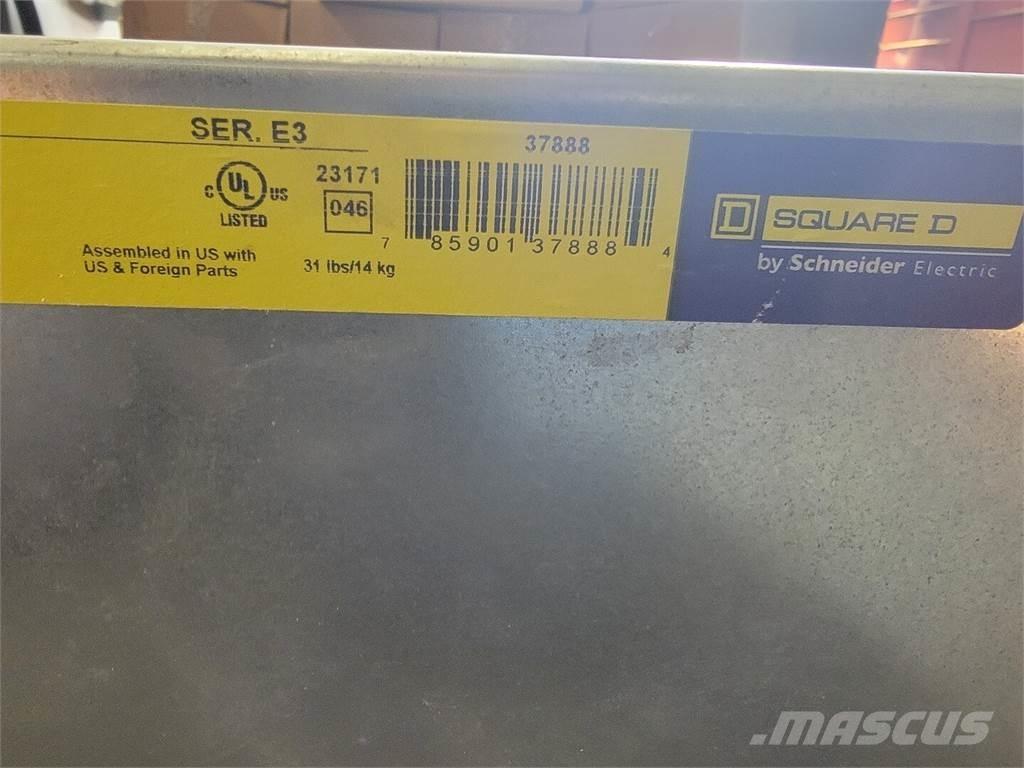 SER. E3
37888
C UL US
LISTED
23171
046
7 85901 37888 4
Assembled in US with
US & Foreign Parts
31 lbs/14 kg
D SQUARE D
by Schneider Electric
MASCUS